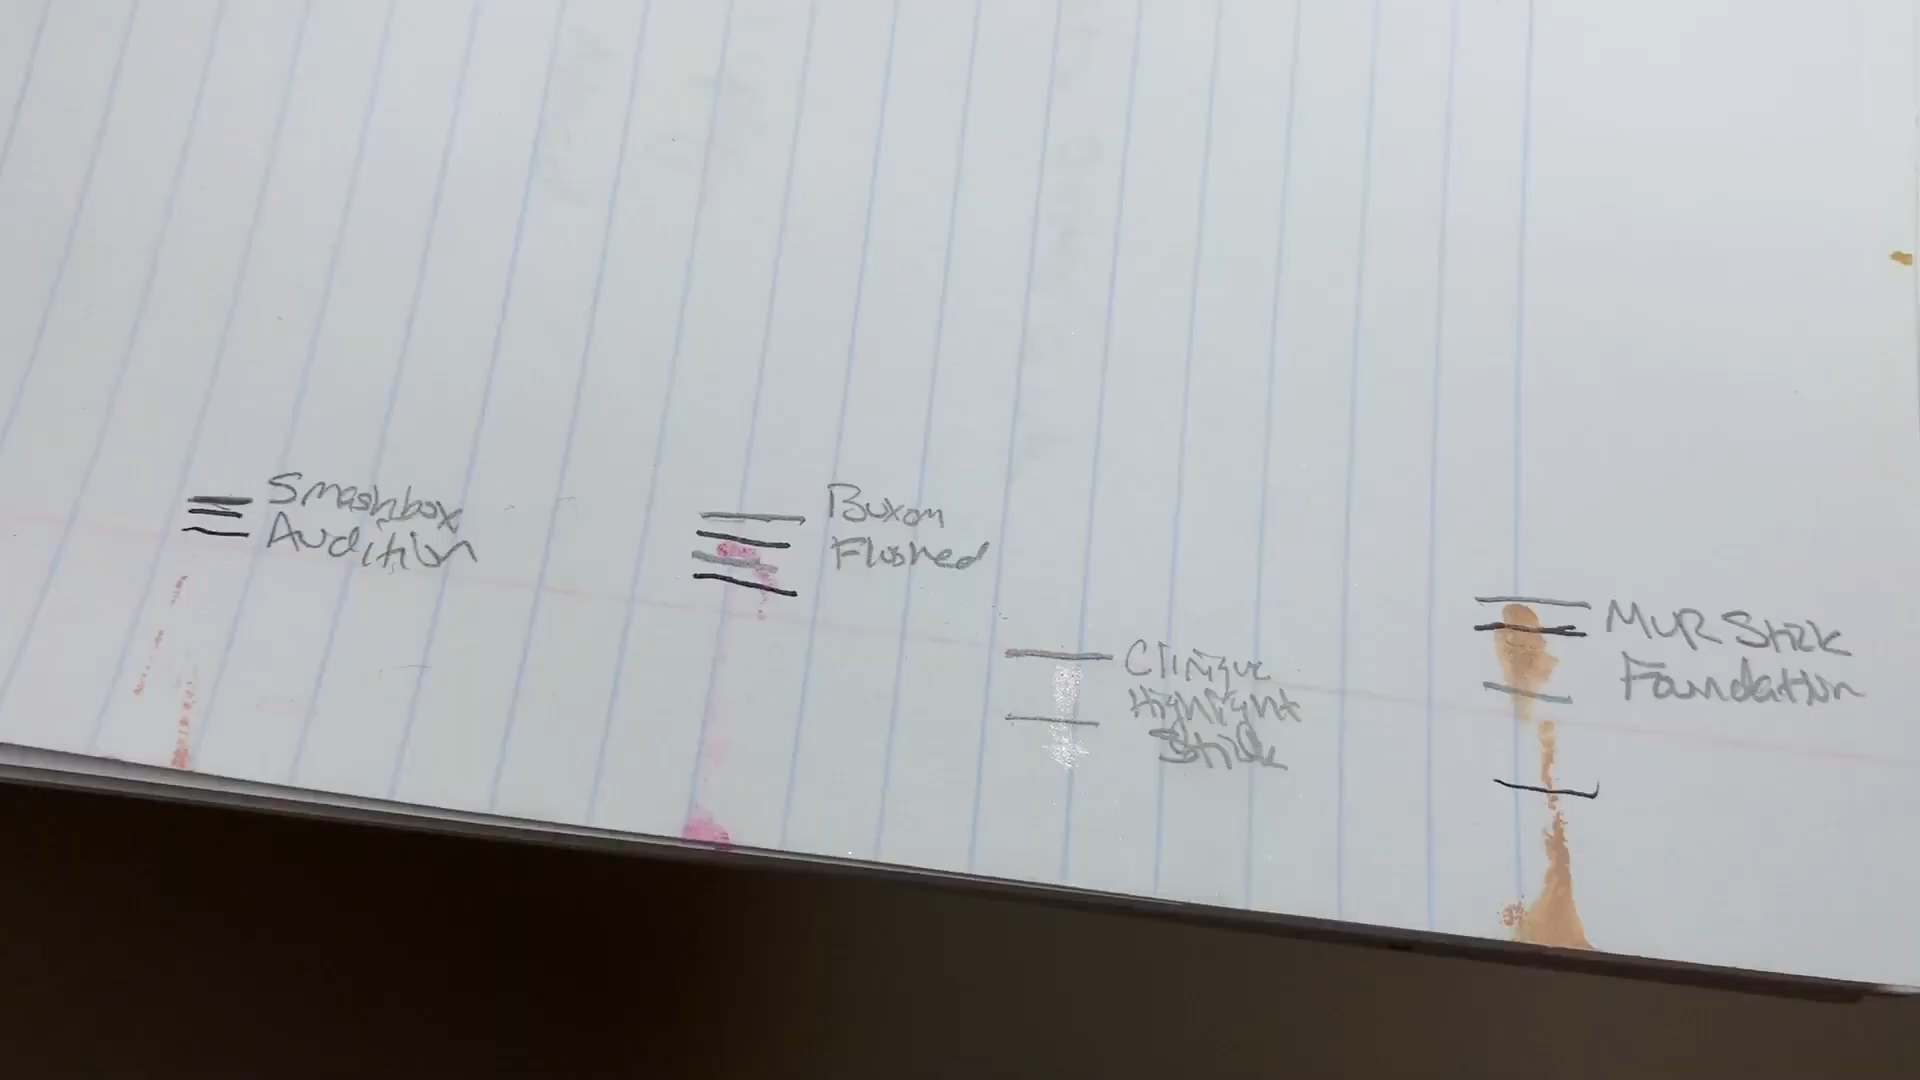 Smashbox
Audition
Buxom
Flushed
Clinique
Highlight
Stick
MUR Stick
Foundation